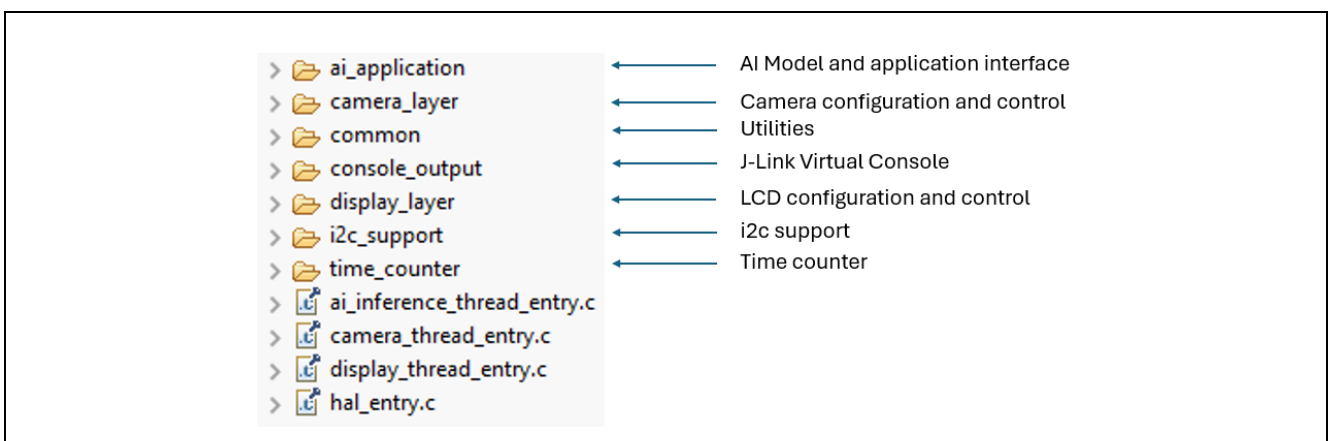 ai_application AI Model and application interface
camera_layer Camera configuration and control
common Utilities
console_output J-Link Virtual Console
display_layer LCD configuration and control
i2c_support i2c support
time_counter Time counter
ai_inference_thread_entry.c
camera_thread_entry.c
display_thread_entry.c
hal_entry.c